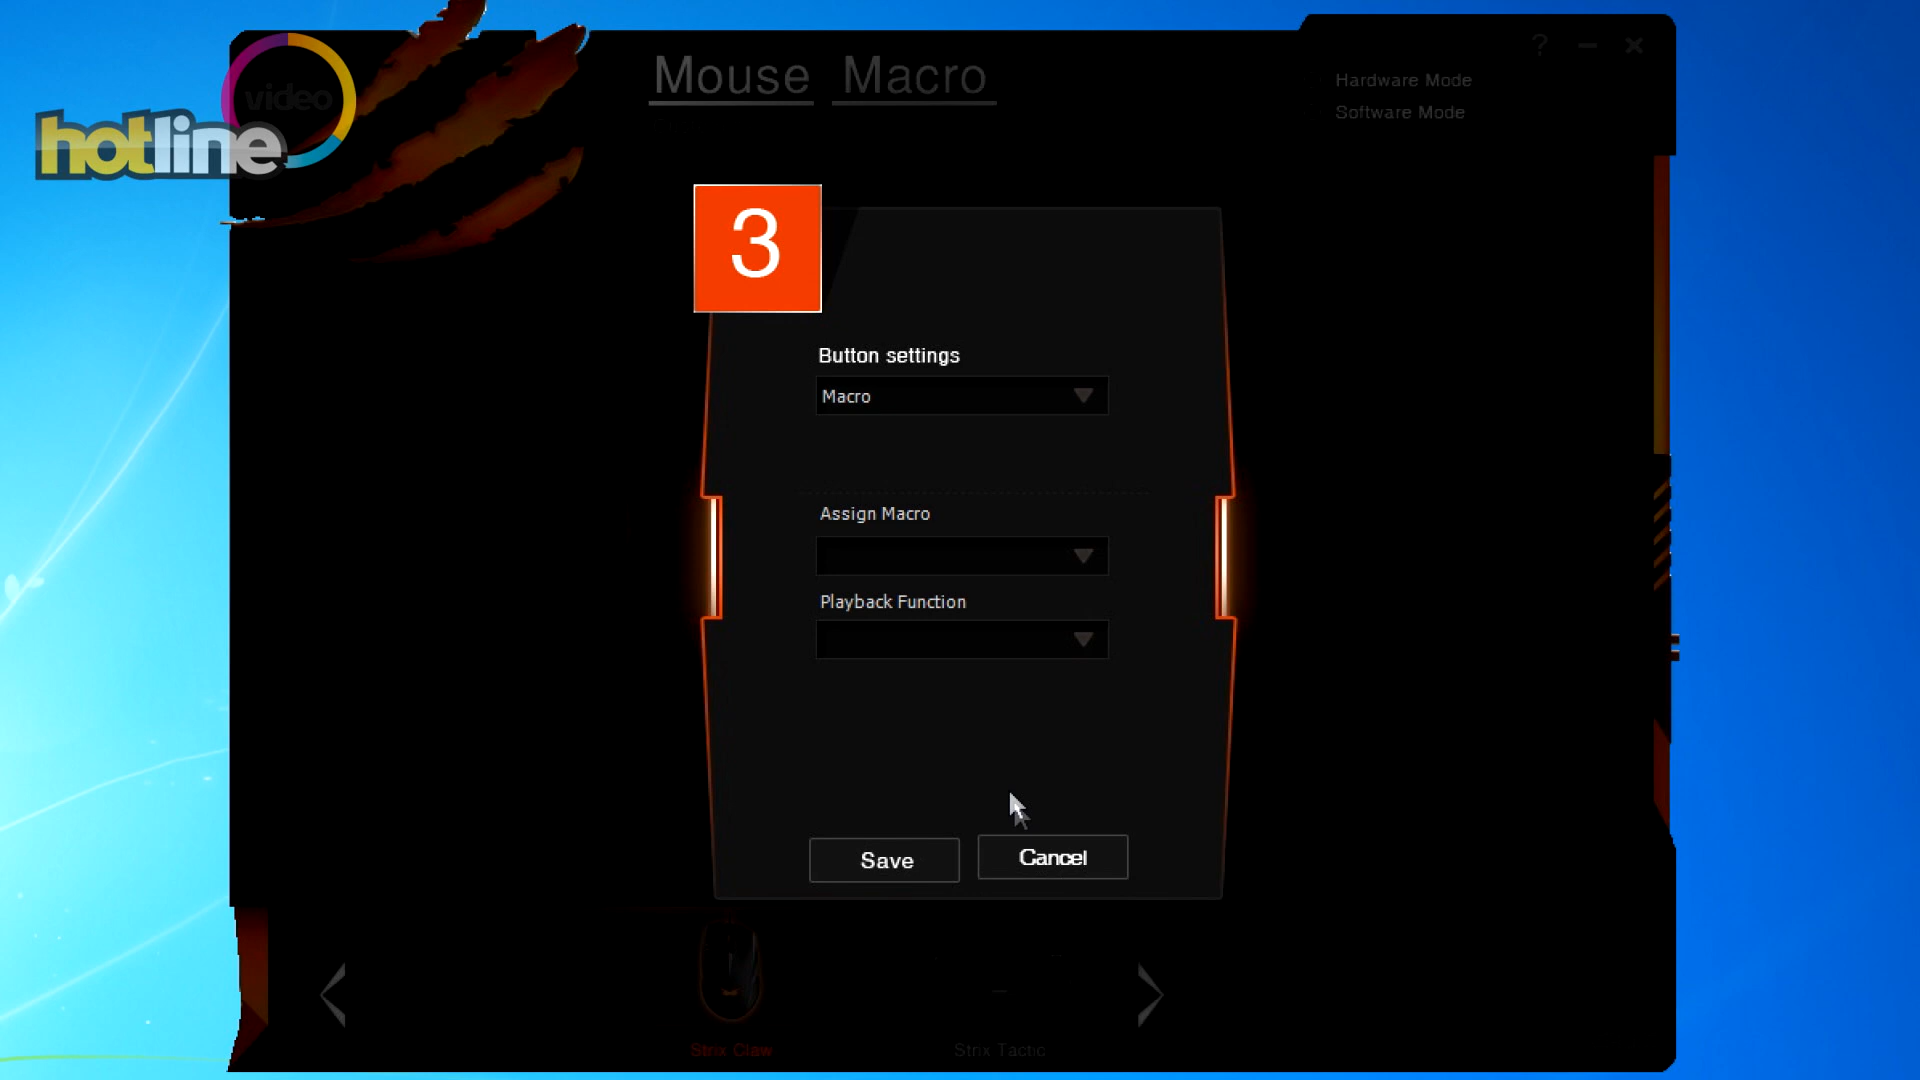 video
hotline
Mouse Macro
?
Hardware Mode
Software Mode
3
Button settings
Macro
Assign Macro
Playback Function
Save
Cancel
Strix Claw
Strix Tactic